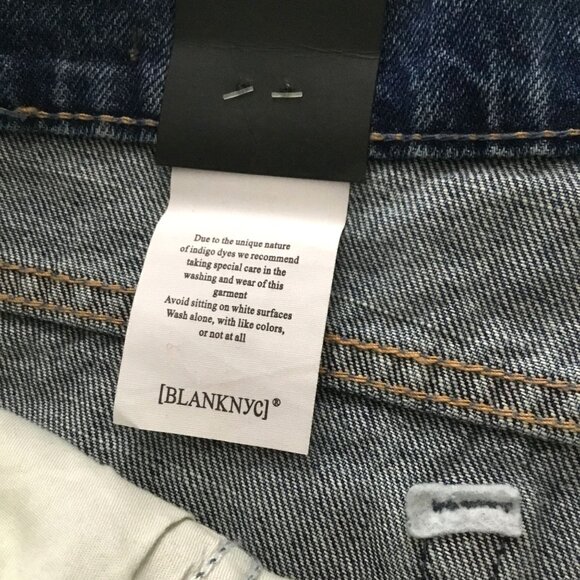 Due to the unique nature
of indigo dyes we recommend
taking special care in the
washing and wear of this
garment
Avoid sitting on white surfaces
Wash alone, with like colors,
or not at all
[BLANKNYC]®